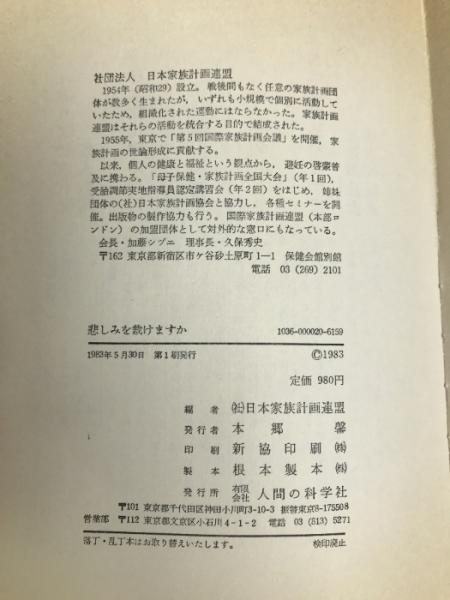 社団法人 日本家族計画連盟
1954年（昭和29）設立。戦後間もなく任意の家族計画団
体が数多く生まれたが，いずれも小規模で個別に活動して
いたため，組織化された運動にはならなかった。家族計画
連盟はそれらの活動を統合する目的で結成された。
1955年，東京で「第5回国際家族計画会議」を開催，家
族計画の世論形成に貢献する。
以来，個人の健康と福祉という観点から，避妊の啓蒙普
及に携わる。「母子保健・家族計画全国大会」（年1回），
受胎調節実地指導員認定講習会（年2回）をはじめ，姉妹
団体の(社)日本家族計画協会と協力し，各種セミナーを開
催。出版物の製作協力も行う。国際家族計画連盟（本部ロ
ンドン）の加盟団体として対外的な窓口にもなっている。
会長・加藤シヅエ 理事長・久保秀史
〒162 東京都新宿区市ケ谷砂土原町1―1 保健会館別館
電話 03 (269) 2101
悲しみを裁けますか 1036-000020-6159
1983年5月30日 第1刷発行 ©1983
定価 980円
編者 ㈳日本家族計画連盟
発行者 本郷馨
印刷 新協印刷㈱
製本 根本製本㈱
発行所 有限会社 人間の科学社
〒101 東京都千代田区神田小川町3-10-3 振替東京8-175508
営業部 〒112 東京都文京区小石川4-1-2 電話 03 (813) 5271
落丁・乱丁本はお取り替えいたします。 検印廃止